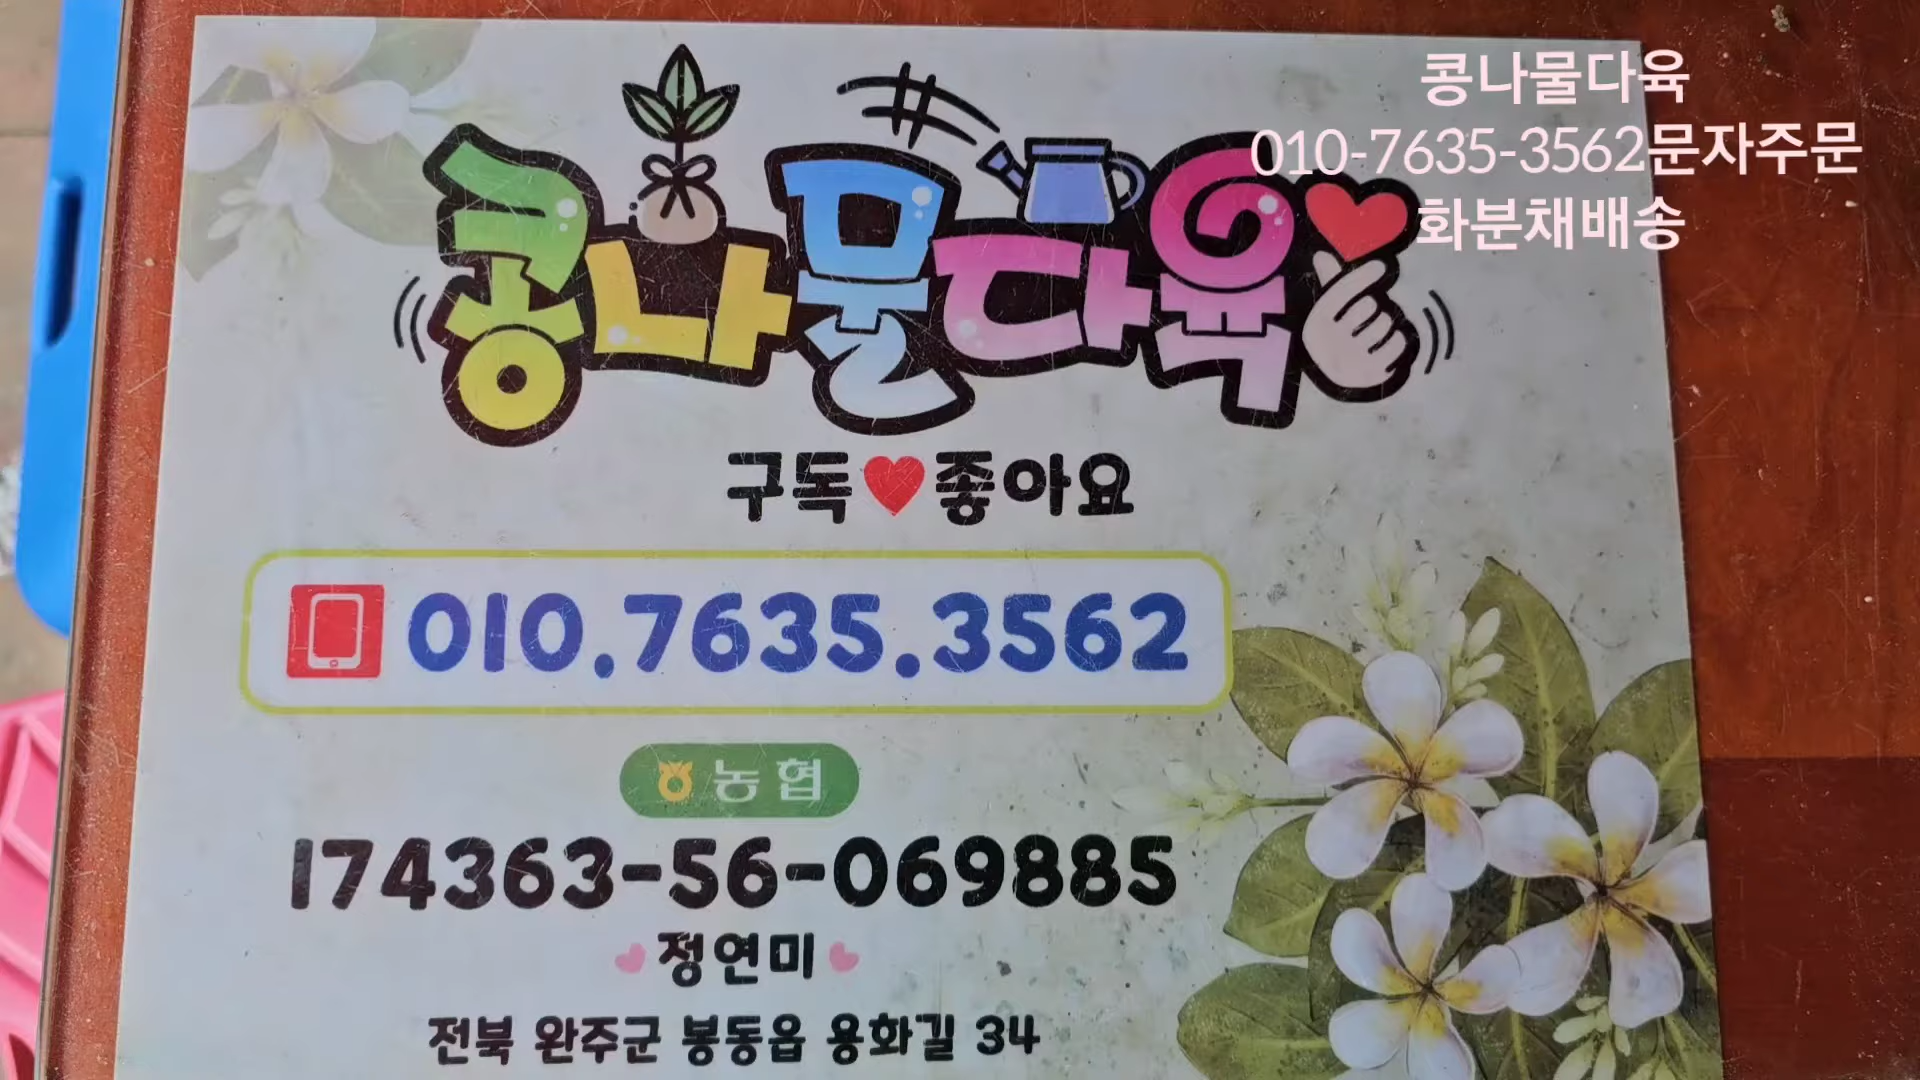 콩나물다육
010-7635-3562문자주문
화분채배송
콩나물다육
구독♥좋아요
010.7635.3562
농협
174363-56-069885
정연미
전북 완주군 봉동읍 용화길 34